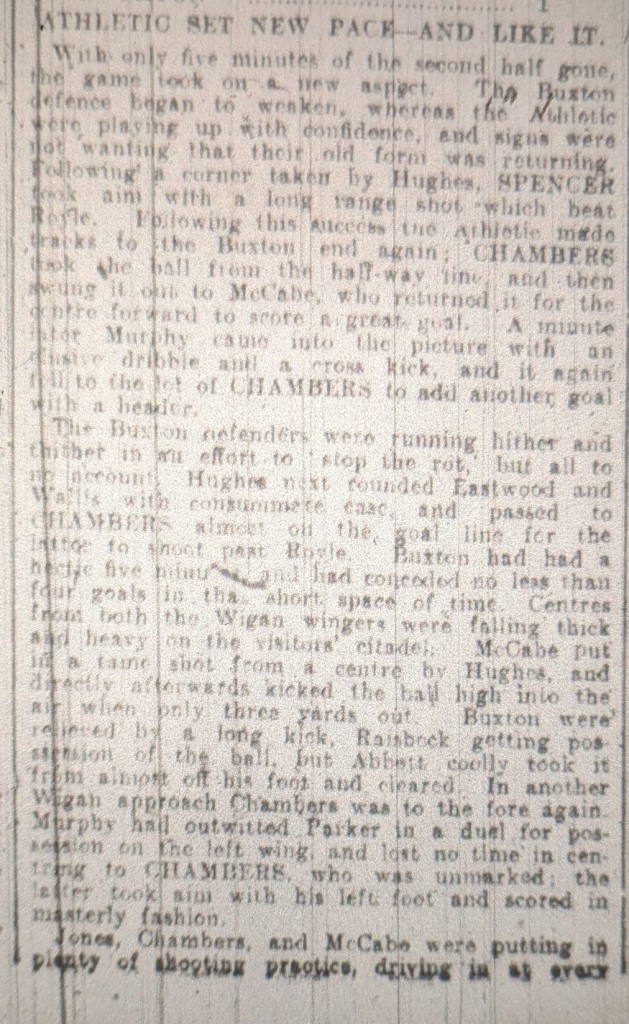 ATHLETIC SET NEW PACE—AND LIKE IT.
With only five minutes of the second half gone,
the game took on a new aspect. The Buxton
defence began to weaken, whereas the Athletic
were playing up with confidence, and signs were
not wanting that their old form was returning.
Following a corner taken by Hughes, SPENCER
took aim with a long range shot which beat
Royle. Following this success the Athletic made
tracks to the Buxton end again; CHAMBERS
took the ball from the half-way line, and then
swung it out to McCabe, who returned it for the
centre forward to score a great goal. A minute
later Murphy came into the picture with an
elusive dribble and a cross kick, and it again
fell to the lot of CHAMBERS to add another goal
with a header.
The Buxton defenders were running hither and
thither in an effort to 'stop the rot,' but all to
no account. Hughes next rounded Eastwood and
Wallis with consummate ease, and passed to
CHAMBERS almost on the goal line for the
latter to shoot past Royle. Buxton had had a
hectic five minutes and had conceded no less than
four goals in that short space of time. Centres
from both the Wigan wingers were falling thick
and heavy on the visitors' citadel. McCabe put
in a tame shot from a centre by Hughes, and
directly afterwards kicked the ball high into the
air when only three yards out. Buxton were
relieved by a long kick, Raisbeck getting pos-
session of the ball, but Abbett coolly took it
from almost off his foot and cleared. In another
Wigan approach Chambers was to the fore again.
Murphy had outwitted Parker in a duel for pos-
session on the left wing, and lost no time in cen-
tring to CHAMBERS, who was unmarked; the
latter took aim with his left foot and scored in
masterly fashion.
Jones, Chambers, and McCabe were putting in
plenty of shooting practice, driving in at every